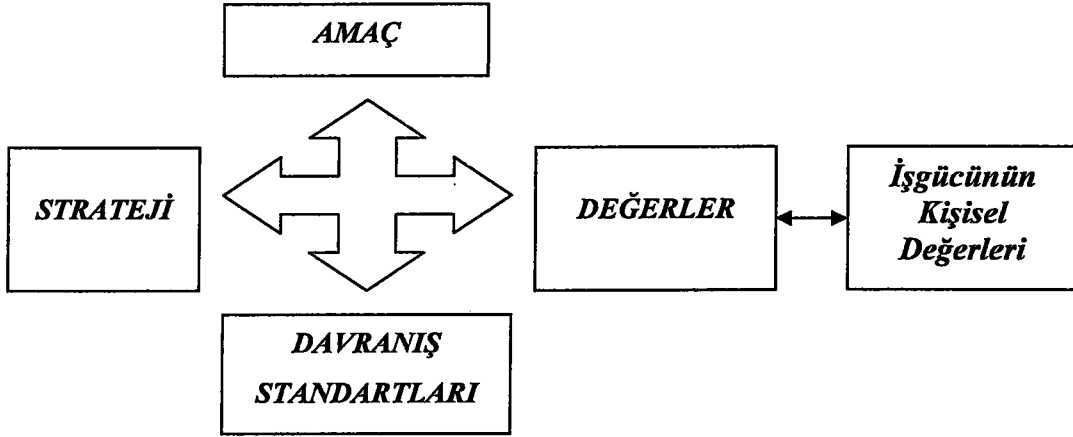 AMAÇ
STRATEJİ
DEĞERLER
İşgücünün
Kişisel
Değerleri
DAVRANIŞ
STANDARTLARI